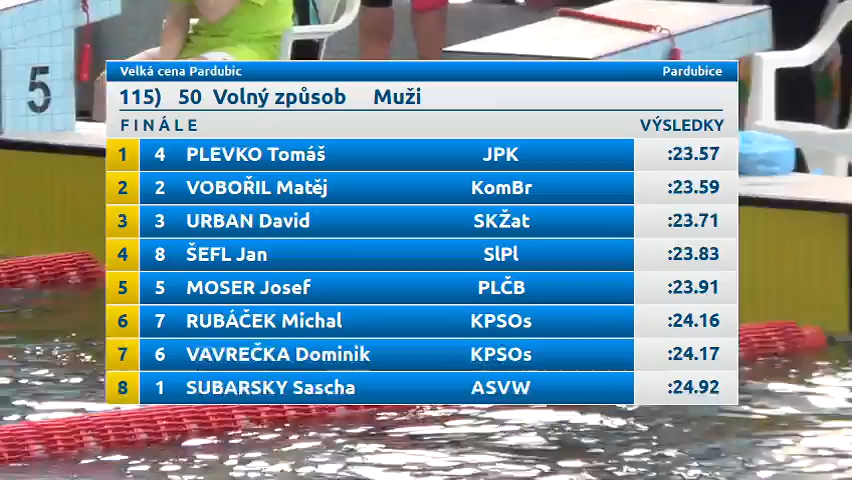 5
Velká cena Pardubic Pardubice
115) 50 Volný způsob Muži
FINÁLE VÝSLEDKY
1 4 PLEVKO Tomáš JPK :23.57
2 2 VOBOŘIL Matěj KomBr :23.59
3 3 URBAN David SKŽat :23.71
4 8 ŠEFL Jan SlPl :23.83
5 5 MOSER Josef PLČB :23.91
6 7 RUBÁČEK Michal KPSOs :24.16
7 6 VAVREČKA Dominik KPSOs :24.17
8 1 SUBARSKY Sascha ASVW :24.92